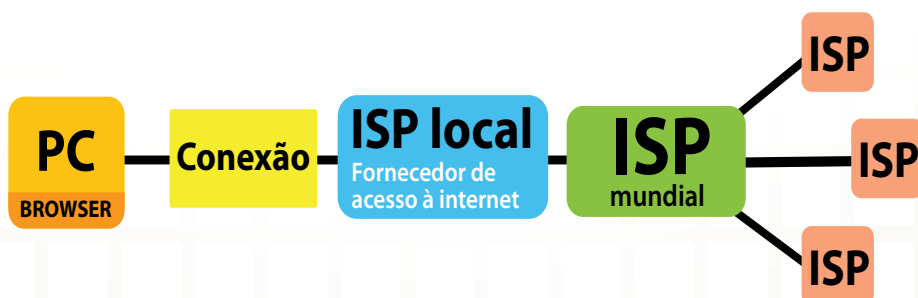 PC
BROWSER
Conexão
ISP local
Fornecedor de
acesso à internet
ISP
mundial
ISP
ISP
ISP